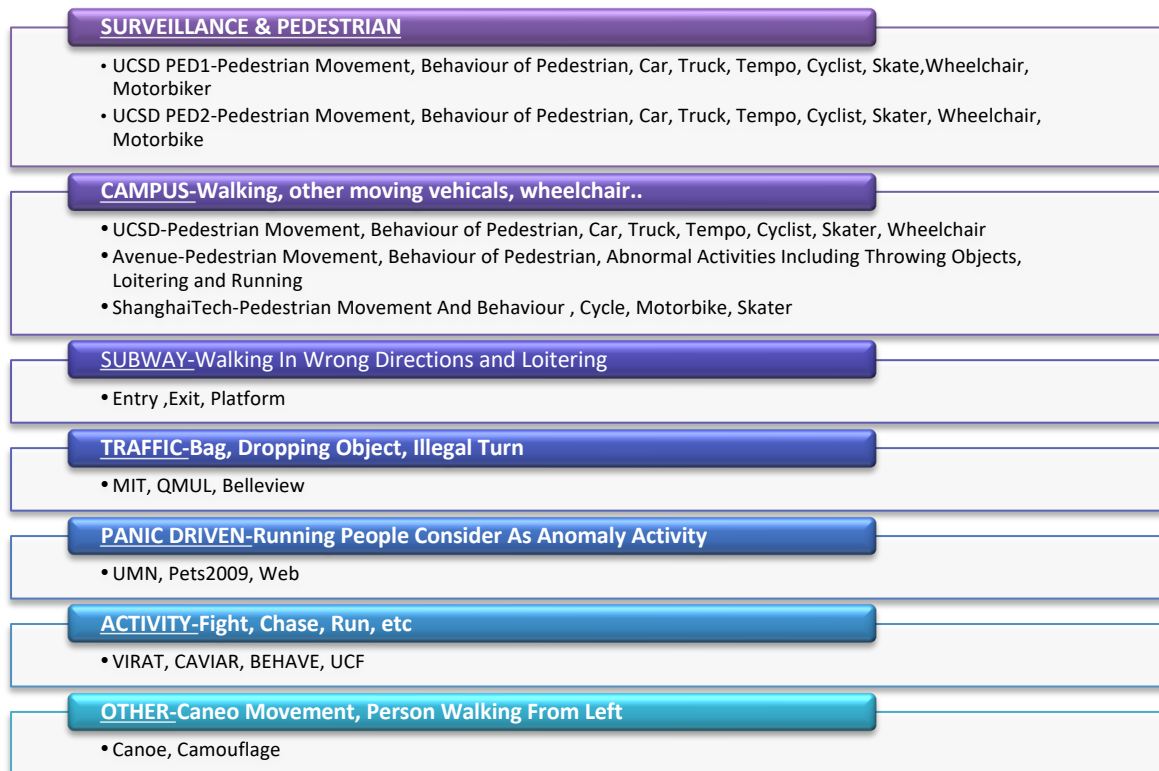 SURVEILLANCE & PEDESTRIAN
• UCSD PED1-Pedestrian Movement, Behaviour of Pedestrian, Car, Truck, Tempo, Cyclist, Skate,Wheelchair,
Motorbiker
• UCSD PED2-Pedestrian Movement, Behaviour of Pedestrian, Car, Truck, Tempo, Cyclist, Skater, Wheelchair,
Motorbike
CAMPUS-Walking, other moving vehicals, wheelchair..
• UCSD-Pedestrian Movement, Behaviour of Pedestrian, Car, Truck, Tempo, Cyclist, Skater, Wheelchair
• Avenue-Pedestrian Movement, Behaviour of Pedestrian, Abnormal Activities Including Throwing Objects,
Loitering and Running
• ShanghaiTech-Pedestrian Movement And Behaviour , Cycle, Motorbike, Skater
SUBWAY-Walking In Wrong Directions and Loitering
• Entry ,Exit, Platform
TRAFFIC-Bag, Dropping Object, Illegal Turn
• MIT, QMUL, Belleview
PANIC DRIVEN-Running People Consider As Anomaly Activity
• UMN, Pets2009, Web
ACTIVITY-Fight, Chase, Run, etc
• VIRAT, CAVIAR, BEHAVE, UCF
OTHER-Caneo Movement, Person Walking From Left
• Canoe, Camouflage